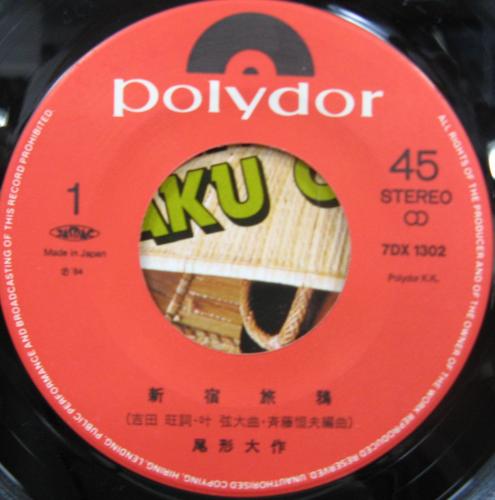 polydor
1
JASRAC
Made in Japan
℗ '84
45
STEREO
7DX 1302
Polydor K.K.
AKU
新宿旅鴉
(吉田 旺詞・叶 弦大曲・斉藤恒夫編曲)
尾形大作
ALL RIGHTS OF THE PRODUCER AND OF THE OWNER OF THE WORK REPRODUCED RESERVED. UNAUTHORISED COPYING, HIRING, LENDING, PUBLIC PERFORMANCE AND BROADCASTING OF THIS RECORD PROHIBITED.